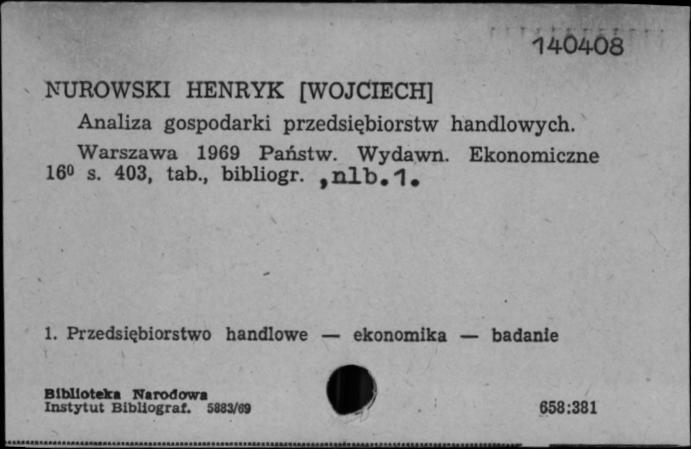 140408
NUROWSKI HENRYK [WOJCIECH]
Analiza gospodarki przedsiębiorstw handlowych.
Warszawa 1969 Państw. Wydawn. Ekonomiczne
16⁰ s. 403, tab., bibliogr. , nlb. 1.
1. Przedsiębiorstwo handlowe — ekonomika — badanie
Biblioteka Narodowa
Instytut Bibliograf. 5883/69
658:381